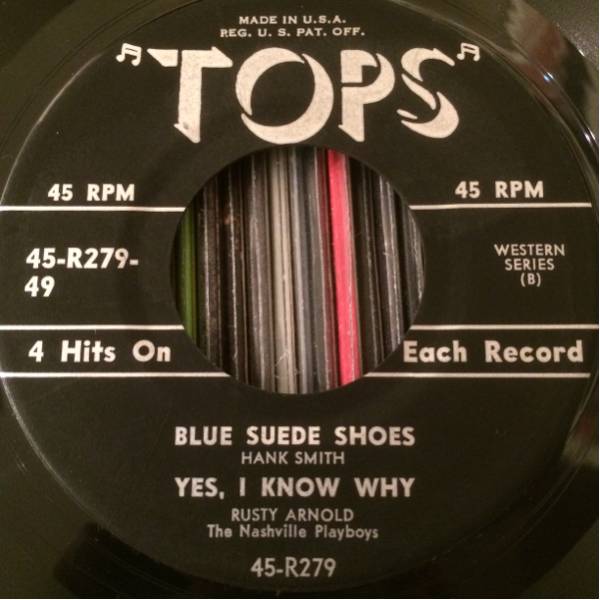 MADE IN U.S.A.
REG. U. S. PAT. OFF.
"TOPS"
45 RPM
45 RPM
45-R279-
49
WESTERN
SERIES
(B)
4 Hits On
Each Record
BLUE SUEDE SHOES
HANK SMITH
YES, I KNOW WHY
RUSTY ARNOLD
The Nashville Playboys
45-R279